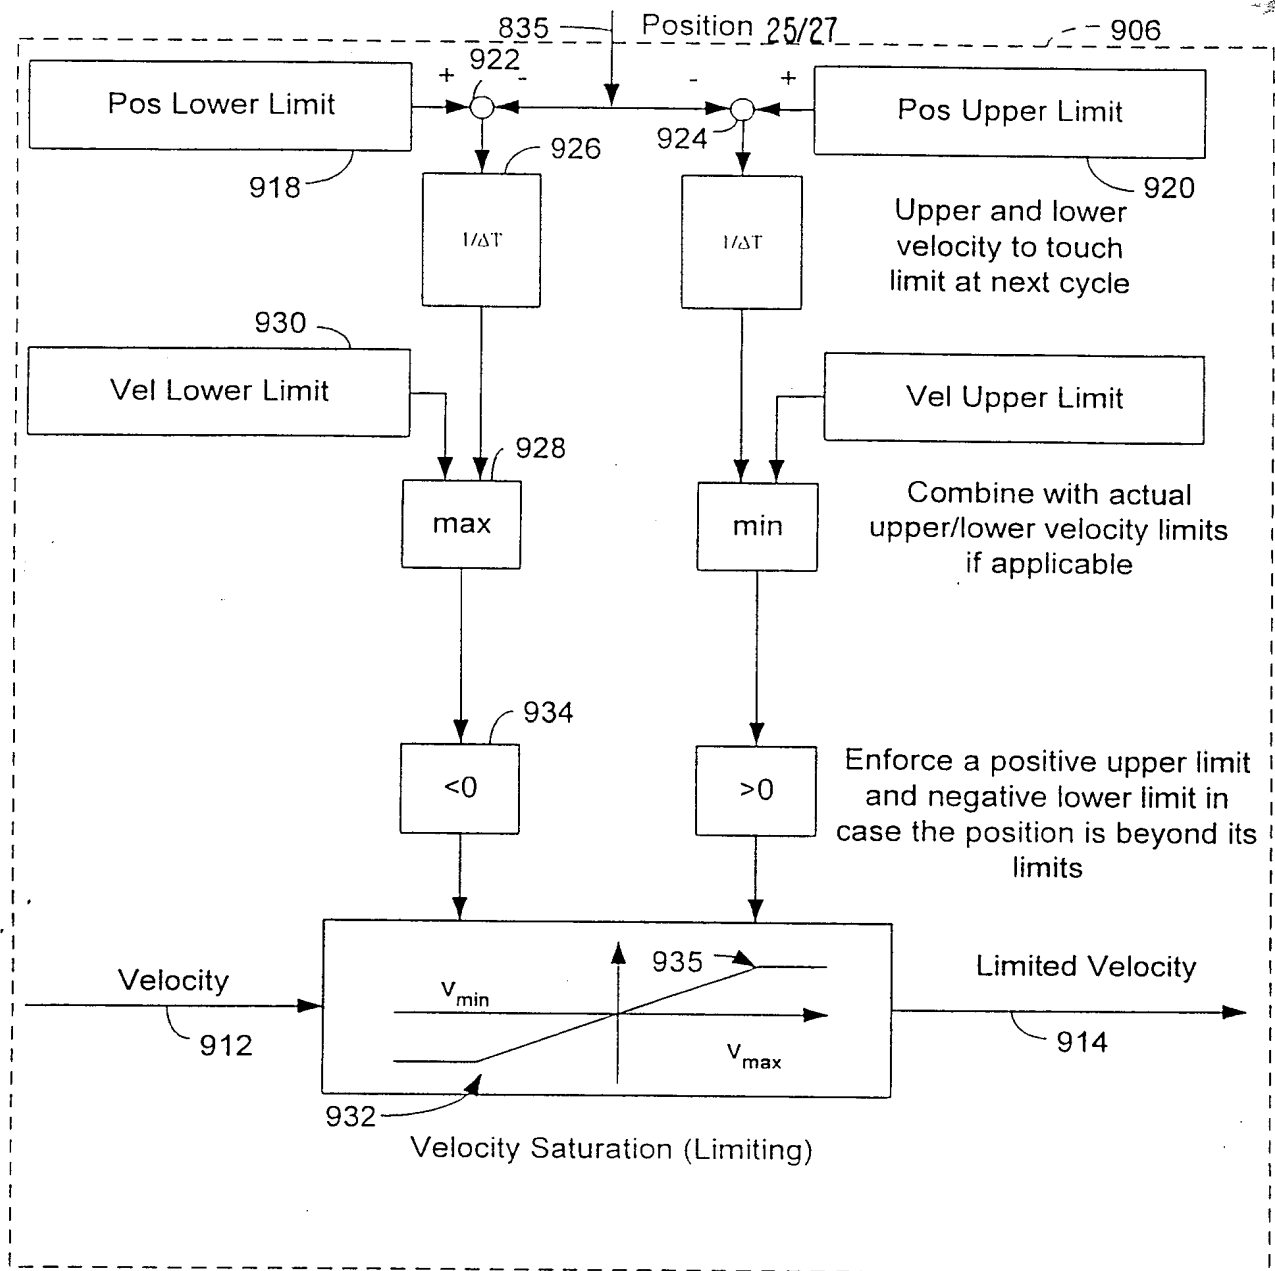 835
Position 25/27
906
+
922
-
-
+
Pos Lower Limit
Pos Upper Limit
924
926
918
920
1/ΔT
1/ΔT
Upper and lower
velocity to touch
limit at next cycle
930
Vel Lower Limit
Vel Upper Limit
928
max
min
Combine with actual
upper/lower velocity limits
if applicable
934
<0
>0
Enforce a positive upper limit
and negative lower limit in
case the position is beyond its
limits
Velocity
912
Vmin
935
Vmax
932
Limited Velocity
914
Velocity Saturation (Limiting)